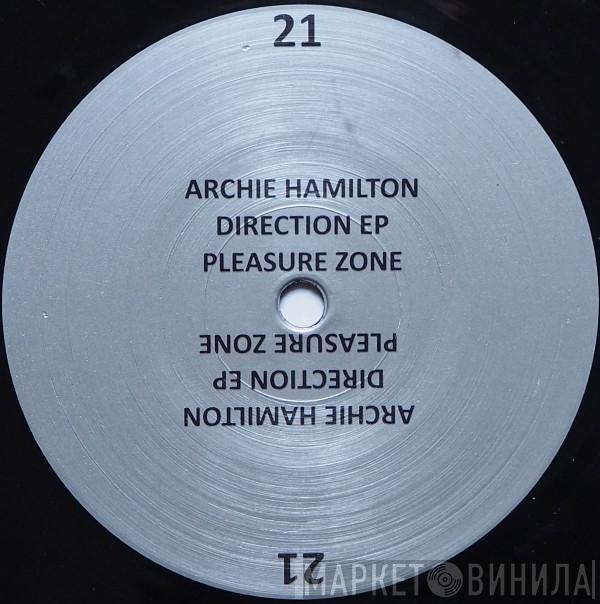 21
ARCHIE HAMILTON
DIRECTION EP
PLEASURE ZONE
PLEASURE ZONE
DIRECTION EP
ARCHIE HAMILTON
21
МАРКЕТ ВИНИЛА